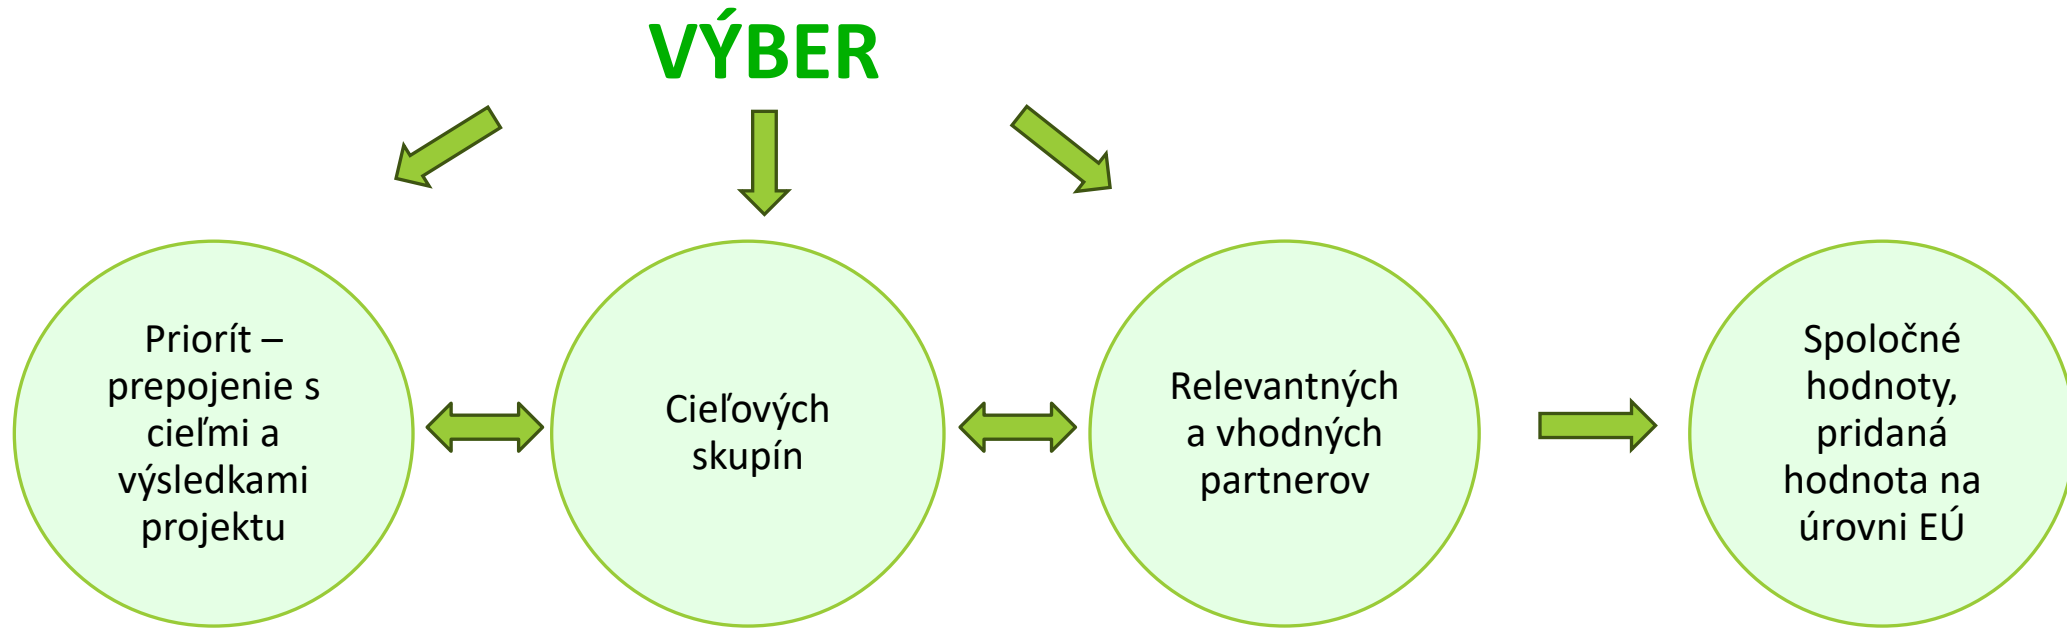 VÝBER
Priorít –
prepojenie s
cieľmi a
výsledkami
projektu
Cieľových
skupín
Relevantných
a vhodných
partnerov
Spoločné
hodnoty,
pridaná
hodnota na
úrovni EÚ